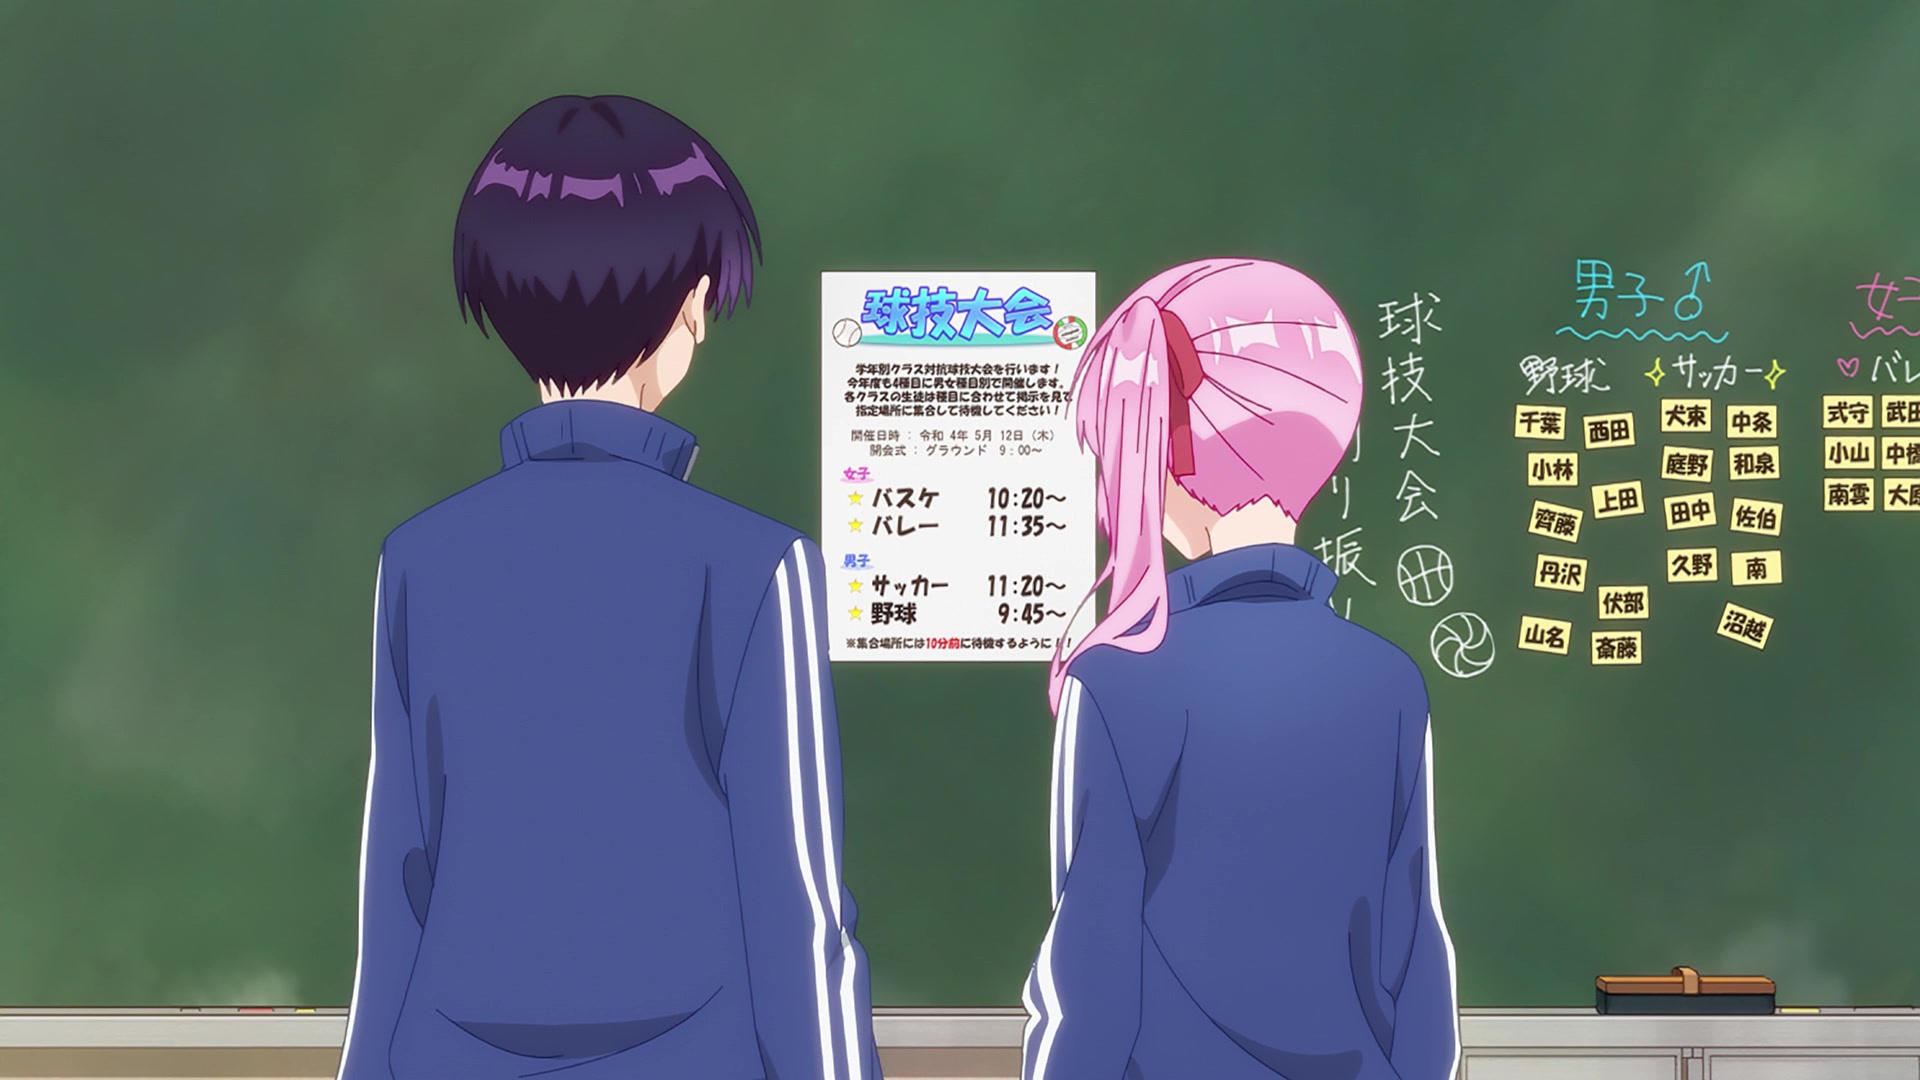 球技大会
学年別クラス対抗球技大会を行います！
今年度も4種目に男女種目別で開催します。
各クラスの生徒は種目に合わせて掲示を見て
指定場所に集合して待機してください！
開催日時：令和 4年 5月 12日（木）
開会式：グラウンド 9：00～
女子
バスケ 10:20～
バレー 11:35～
男子
サッカー 11:20～
野球 9:45～
※集合場所には10分前に待機するように！！
球技大会
り振り
男子♂
野球
千葉
西田
小林
上田
齊藤
丹沢
伏部
山名
斎藤
サッカー
犬束
中条
庭野
和泉
田中
佐伯
久野
南
沼越
女子
バレ
式守
武田
小山
中橋
南雲